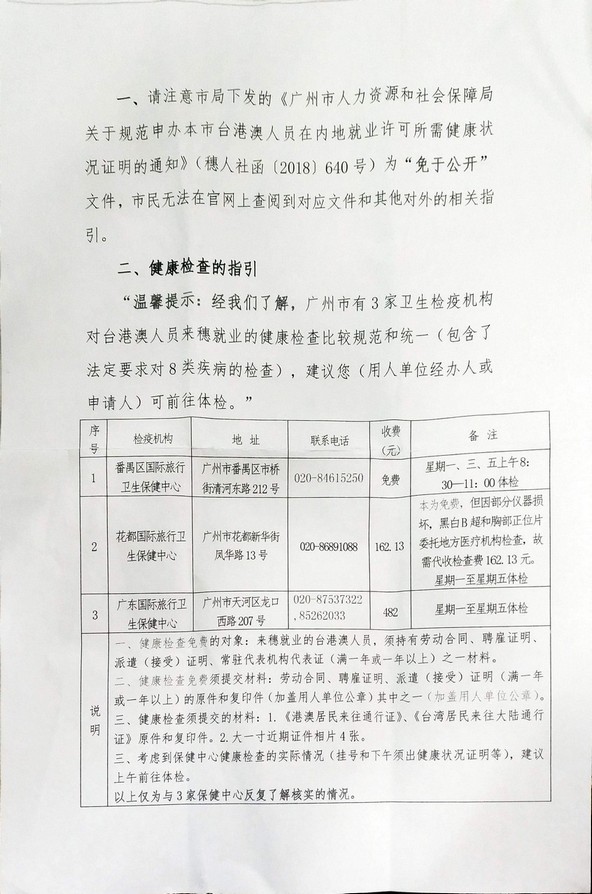 一、请注意市局下发的《广州市人力资源和社会保障局
关于规范申办本市台港澳人员在内地就业许可所需健康状
况证明的通知》（穗人社函〔2018〕640号）为“免于公开”
文件，市民无法在官网上查阅到对应文件和其他对外的相关指
引。
二、健康检查的指引
“温馨提示：经我们了解，广州市有3家卫生检疫机构
对台港澳人员来穗就业的健康检查比较规范和统一（包含了
法定要求对8类疾病的检查），建议您（用人单位经办人或
申请人）可前往体检。”
序号 检疫机构 地 址 联系电话 收费（元） 备 注
1 番禺区国际旅行卫生保健中心 广州市番禺区市桥街清河东路212号 020-84615250 免费 星期一、三、五上午8：30—11：00体检
2 花都国际旅行卫生保健中心 广州市花都新华街凤华路13号 020-86891088 162.13 本为免费，但因部分仪器损坏，黑白B超和胸部正位片委托地方医疗机构检查，故需代收检查费162.13元。星期一至星期五体检
3 广东国际旅行卫生保健中心 广州市天河区龙口西路207号 020-87537322,85262033 482 星期一至星期五体检
说明
一、健康检查免费的对象：来穗就业的台港澳人员，须持有劳动合同、聘雇证明、
派遣（接受）证明、常驻代表机构代表证（满一年或一年以上）之一材料。
二、健康检查免费须提交材料：劳动合同、聘雇证明、派遣（接受）证明（满一年
或一年以上）的原件和复印件（加盖用人单位公章）其中之一（加盖用人单位公章）。
三、健康检查须提交的材料：1.《港澳居民来往通行证》、《台湾居民来往大陆通行
证》原件和复印件。2.大一寸近期证件相片4张。
三、考虑到保健中心健康检查的实际情况（挂号和下午须出健康状况证明等），建议
上午前往体检。
以上仅为与3家保健中心反复了解核实的情况。